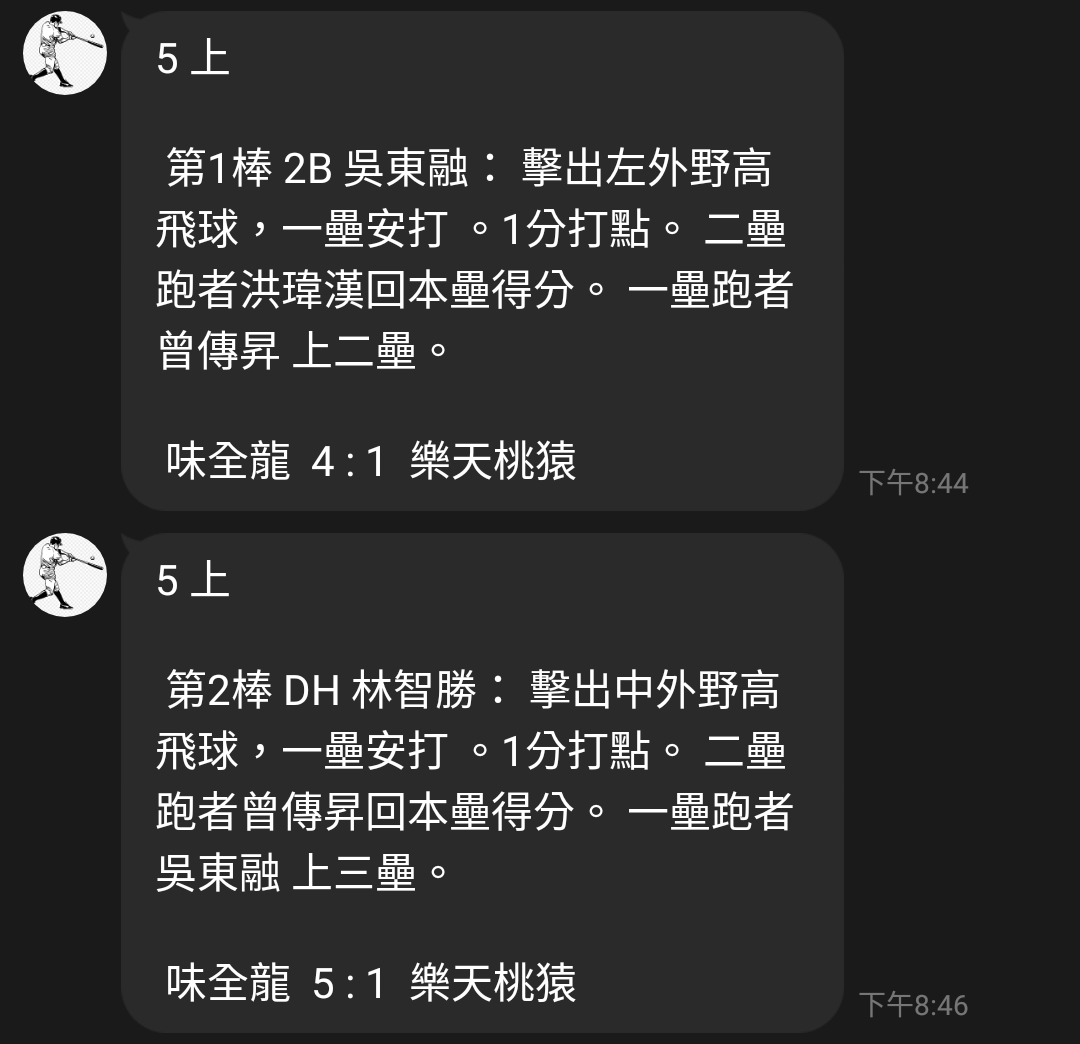 5 上
第1棒 2B 吳東融： 擊出左外野高
飛球，一壘安打 。1分打點。 二壘
跑者洪瑋漢回本壘得分。 一壘跑者
曾傳昇 上二壘。
味全龍 4 : 1 樂天桃猿
下午8:44
5 上
第2棒 DH 林智勝： 擊出中外野高
飛球，一壘安打 。1分打點。 二壘
跑者曾傳昇回本壘得分。 一壘跑者
吳東融 上三壘。
味全龍 5 : 1 樂天桃猿
下午8:46